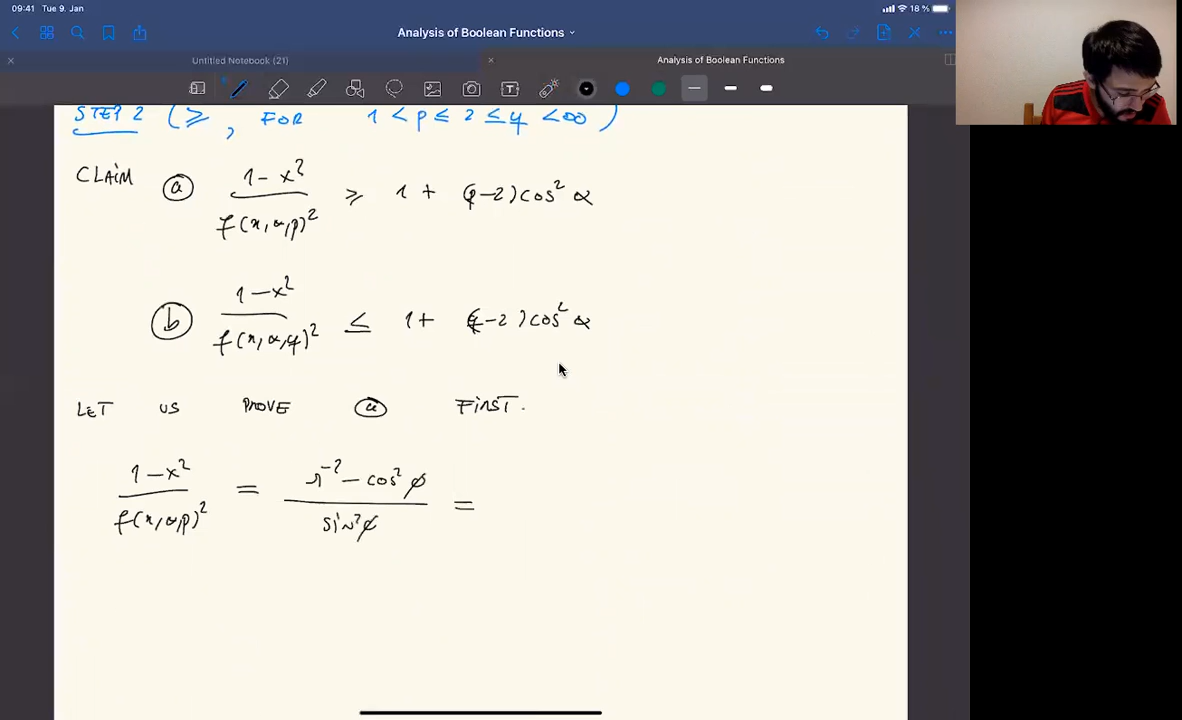 09:41 Tue 9. Jan
18 %
Analysis of Boolean Functions
Untitled Notebook (21)
Analysis of Boolean Functions
STEP 2 ( ≥ , FOR 1 < p ≤ 2 ≤ q < ∞ )
CLAIM (a) (1 - x²) / f(r, α, p)² ≥ 1 + (p-2) cos² α
(b) (1 - x²) / f(r, α, q)² ≤ 1 + (q-2) cos² α
LET US PROVE (a) FIRST.
(1 - x²) / f(r, α, p)² = (r⁻² - cos² ϕ) / sin² ϕ =